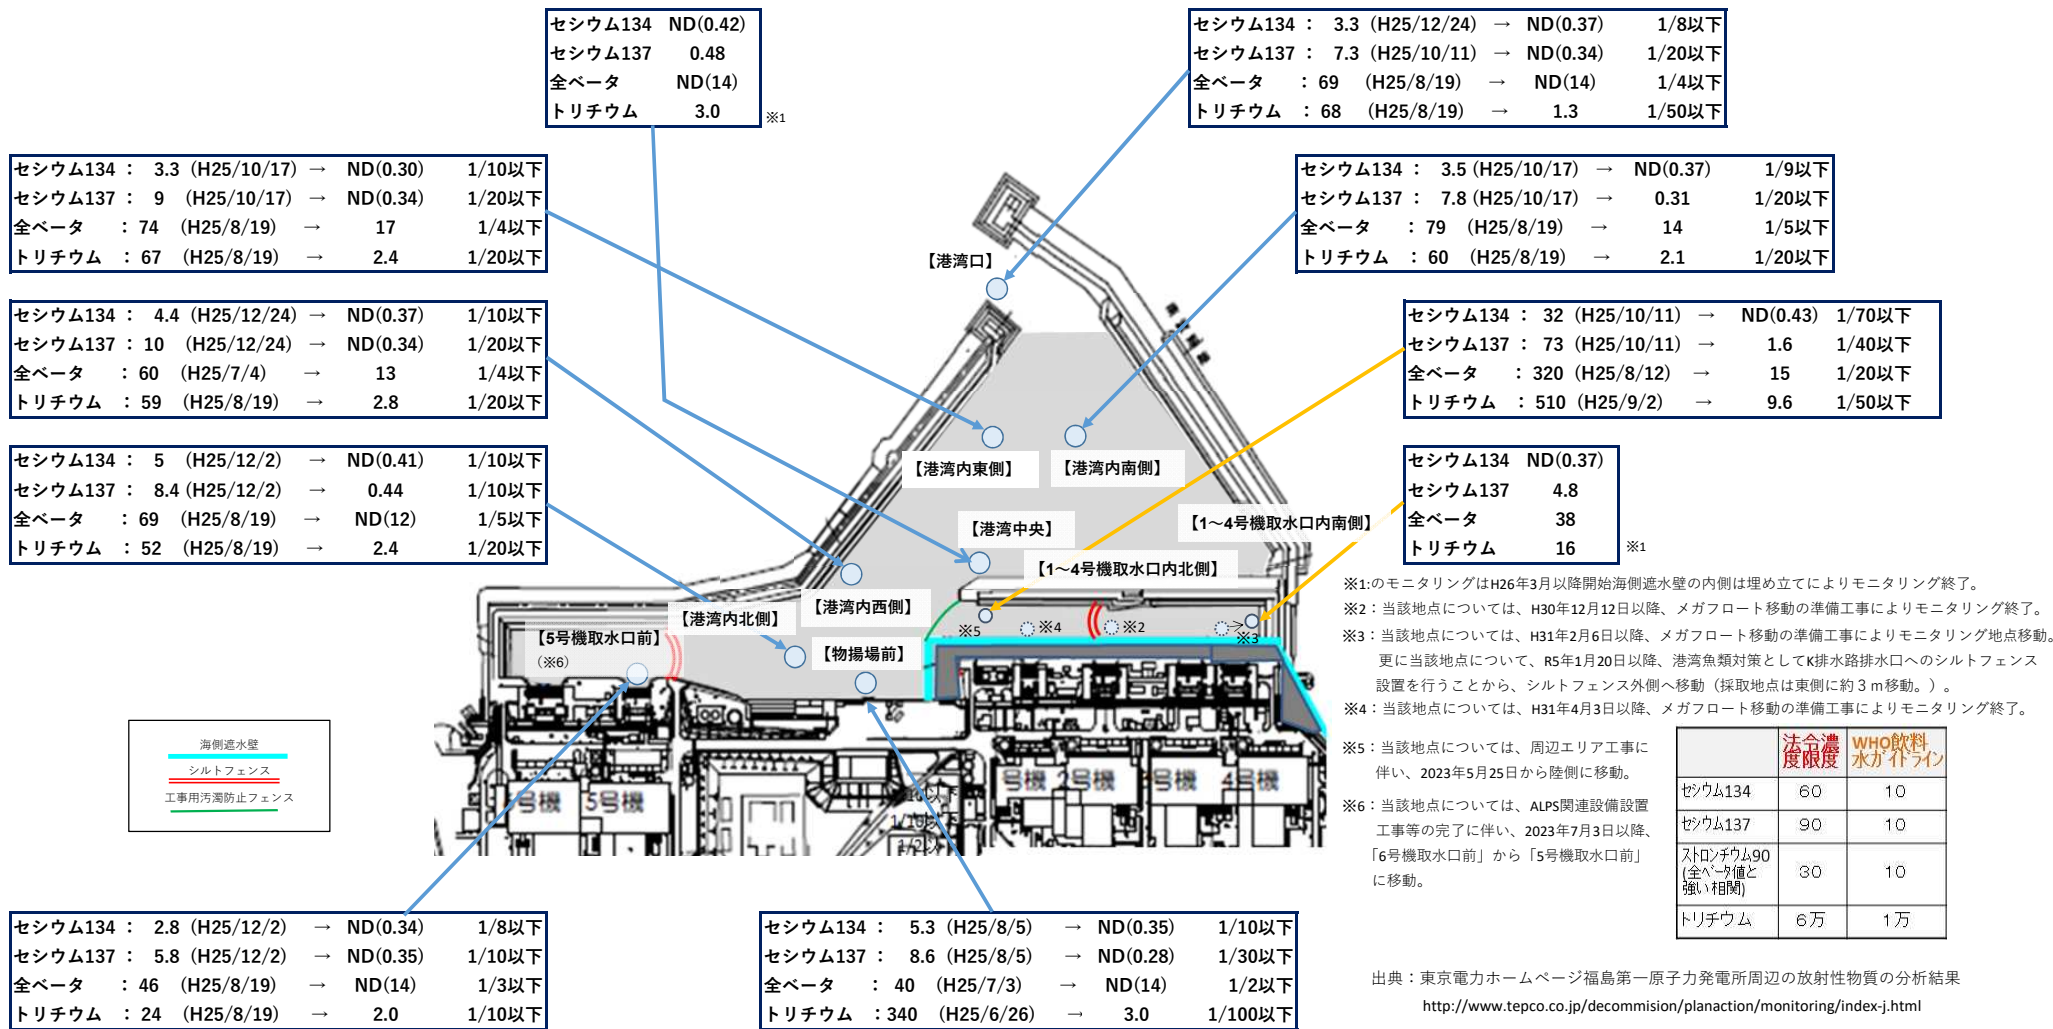 セシウム134 ND(0.42)
セシウム137 0.48
全ベータ ND(14)
トリチウム 3.0
※1
セシウム134 : 3.3 (H25/12/24) → ND(0.37) 1/8以下
セシウム137 : 7.3 (H25/10/11) → ND(0.34) 1/20以下
全ベータ : 69 (H25/8/19) → ND(14) 1/4以下
トリチウム : 68 (H25/8/19) → 1.3 1/50以下
セシウム134 : 3.3 (H25/10/17) → ND(0.30) 1/10以下
セシウム137 : 9 (H25/10/17) → ND(0.34) 1/20以下
全ベータ : 74 (H25/8/19) → 17 1/4以下
トリチウム : 67 (H25/8/19) → 2.4 1/20以下
セシウム134 : 3.5 (H25/10/17) → ND(0.37) 1/9以下
セシウム137 : 7.8 (H25/10/17) → 0.31 1/20以下
全ベータ : 79 (H25/8/19) → 14 1/5以下
トリチウム : 60 (H25/8/19) → 2.1 1/20以下
セシウム134 : 4.4 (H25/12/24) → ND(0.37) 1/10以下
セシウム137 : 10 (H25/12/24) → ND(0.34) 1/20以下
全ベータ : 60 (H25/7/4) → 13 1/4以下
トリチウム : 59 (H25/8/19) → 2.8 1/20以下
セシウム134 : 32 (H25/10/11) → ND(0.43) 1/70以下
セシウム137 : 73 (H25/10/11) → 1.6 1/40以下
全ベータ : 320 (H25/8/12) → 15 1/20以下
トリチウム : 510 (H25/9/2) → 9.6 1/50以下
セシウム134 : 5 (H25/12/2) → ND(0.41) 1/10以下
セシウム137 : 8.4 (H25/12/2) → 0.44 1/10以下
全ベータ : 69 (H25/8/19) → ND(12) 1/5以下
トリチウム : 52 (H25/8/19) → 2.4 1/20以下
セシウム134 ND(0.37)
セシウム137 4.8
全ベータ 38
トリチウム 16
※1
【港湾口】
【港湾内東側】
【港湾内南側】
【港湾中央】
【1～4号機取水口内南側】
【1～4号機取水口内北側】
【港湾内西側】
【港湾内北側】
【5号機取水口前】
（※6）
【物揚場前】
※5
※4
※2
※3
5号機
号機
2号機
3号機
4号機
1/10以下
海側遮水壁
シルトフェンス
工事用汚濁防止フェンス
※1:のモニタリングはH26年3月以降開始海側遮水壁の内側は埋め立てによりモニタリング終了。
※2：当該地点については、H30年12月12日以降、メガフロート移動の準備工事によりモニタリング終了。
※3：当該地点については、H31年2月6日以降、メガフロート移動の準備工事によりモニタリング地点移動。
更に当該地点について、R5年1月20日以降、港湾魚類対策としてK排水路排水口へのシルトフェンス
設置を行うことから、シルトフェンス外側へ移動（採取地点は東側に約３ｍ移動。）。
※4：当該地点については、H31年4月3日以降、メガフロート移動の準備工事によりモニタリング終了。
※5：当該地点については、周辺エリア工事に
伴い、2023年5月25日から陸側に移動。
※6：当該地点については、ALPS関連設備設置
工事等の完了に伴い、2023年7月3日以降、
「6号機取水口前」から「5号機取水口前」
に移動。
法令濃度限度 WHO飲料水ガイドライン
セシウム134 60 10
セシウム137 90 10
ストロンチウム90
(全ベータ値と
強い相関) 30 10
トリチウム 6万 1万
セシウム134 : 2.8 (H25/12/2) → ND(0.34) 1/8以下
セシウム137 : 5.8 (H25/12/2) → ND(0.35) 1/10以下
全ベータ : 46 (H25/8/19) → ND(14) 1/3以下
トリチウム : 24 (H25/8/19) → 2.0 1/10以下
セシウム134 : 5.3 (H25/8/5) → ND(0.35) 1/10以下
セシウム137 : 8.6 (H25/8/5) → ND(0.28) 1/30以下
全ベータ : 40 (H25/7/3) → ND(14) 1/2以下
トリチウム : 340 (H25/6/26) → 3.0 1/100以下
出典：東京電力ホームページ福島第一原子力発電所周辺の放射性物質の分析結果
http://www.tepco.co.jp/decommision/planaction/monitoring/index-j.html